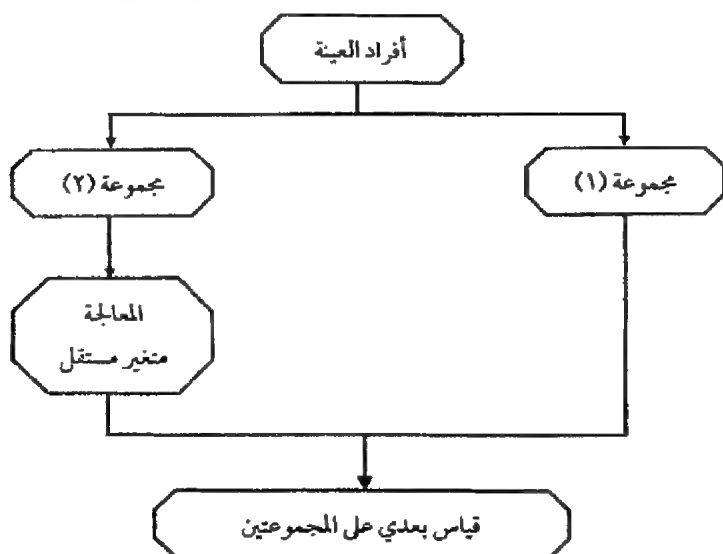 أفراد العينة
مجموعة (١)
مجموعة (٢)
المعالجة
متغير مستقل
قياس بعدي على المجموعتين